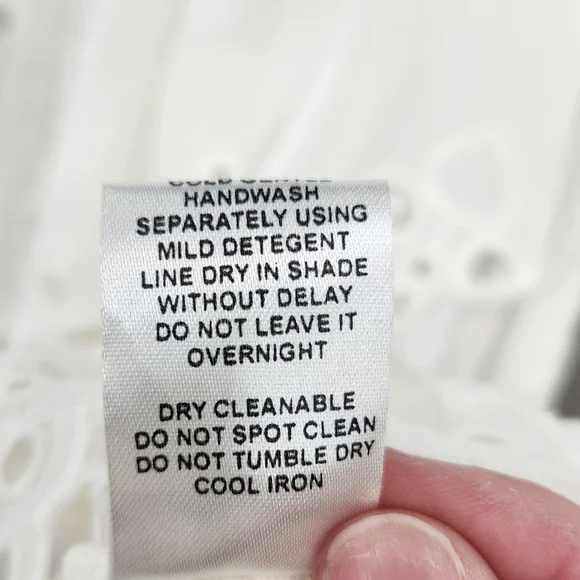 HANDWASH
SEPARATELY USING
MILD DETEGENT
LINE DRY IN SHADE
WITHOUT DELAY
DO NOT LEAVE IT
OVERNIGHT
DRY CLEANABLE
DO NOT SPOT CLEAN
DO NOT TUMBLE DRY
COOL IRON